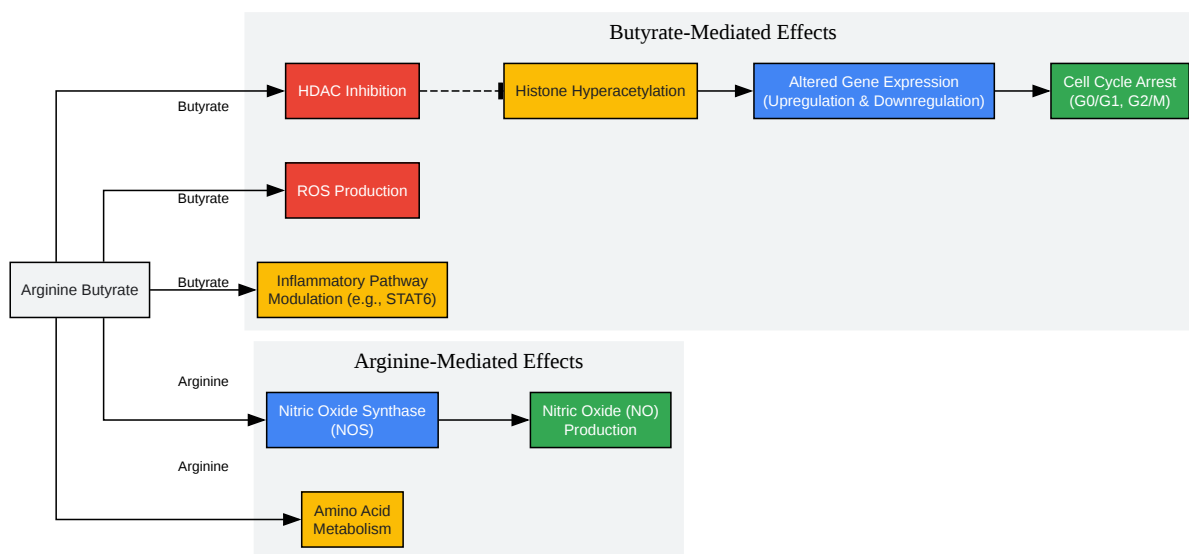 Butyrate-Mediated Effects
Butyrate
HDAC Inhibition
Histone Hyperacetylation
Altered Gene Expression
(Upregulation & Downregulation)
Cell Cycle Arrest
(G0/G1, G2/M)
Butyrate
ROS Production
Arginine Butyrate
Butyrate
Inflammatory Pathway
Modulation (e.g., STAT6)
Arginine-Mediated Effects
Arginine
Nitric Oxide Synthase
(NOS)
Nitric Oxide (NO)
Production
Arginine
Amino Acid
Metabolism